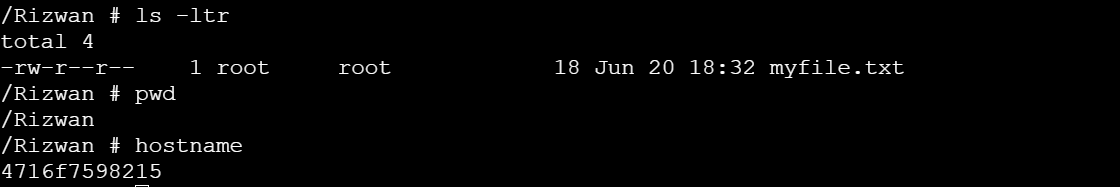 /Rizwan # ls -ltr
total 4
-rw-r--r--    1 root     root            18 Jun 20 18:32 myfile.txt
/Rizwan # pwd
/Rizwan
/Rizwan # hostname
4716f7598215